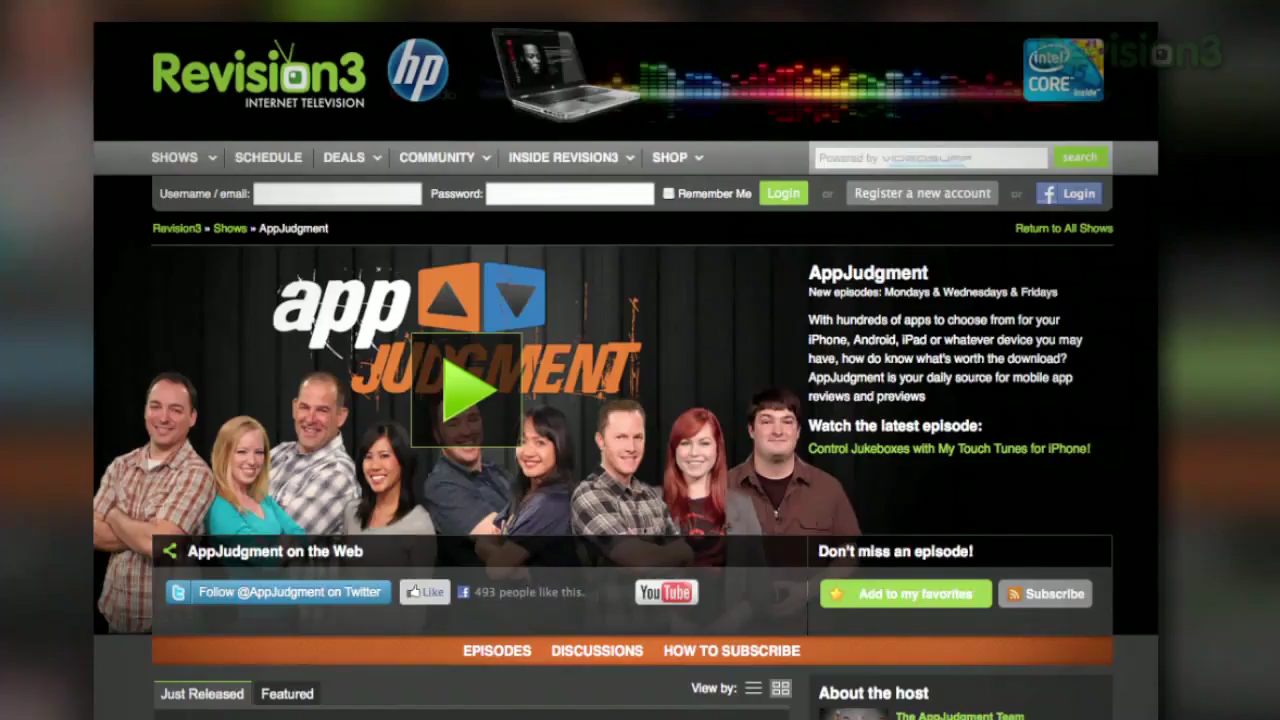 Revision3
INTERNET TELEVISION
hp
intel
CORE
inside
Revision3
SHOWS
SCHEDULE
DEALS
COMMUNITY
INSIDE REVISION3
SHOP
Powered by VIDEOSURF
search
Username / email:
Password:
Remember Me
Login
or
Register a new account
or
f Login
Revision3 » Shows » AppJudgment
Return to All Shows
app
JUDGMENT
AppJudgment
New episodes: Mondays & Wednesdays & Fridays
With hundreds of apps to choose from for your
iPhone, Android, iPad or whatever device you may
have, how do know what's worth the download?
AppJudgment is your daily source for mobile app
reviews and previews
Watch the latest episode:
Control Jukeboxes with My Touch Tunes for iPhone!
AppJudgment on the Web
Don't miss an episode!
Follow @AppJudgment on Twitter
Like
f 493 people like this.
YouTube
Add to my favorites
Subscribe
EPISODES
DISCUSSIONS
HOW TO SUBSCRIBE
Just Released
Featured
View by:
About the host
The AppJudgment Team